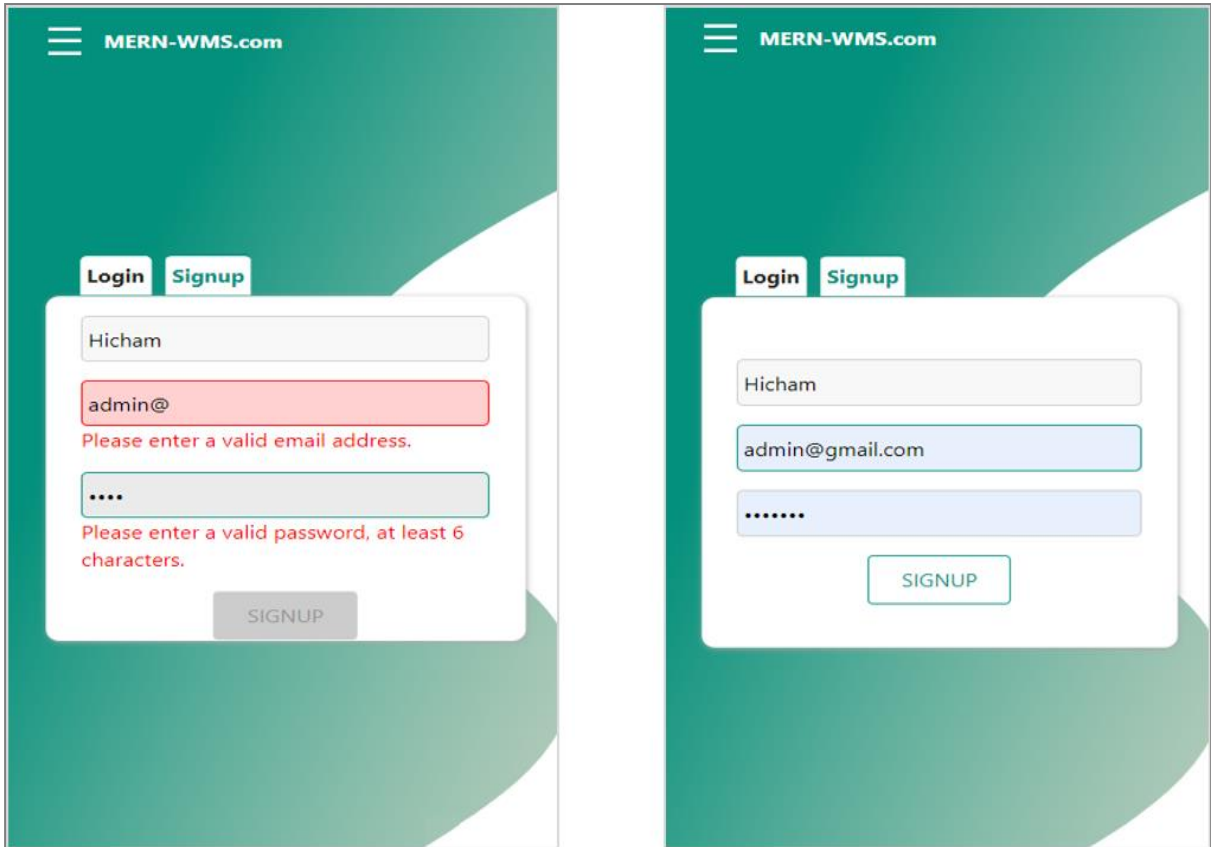 MERN-WMS.com
Login Signup
Hicham
admin@
Please enter a valid email address.
••••
Please enter a valid password, at least 6
characters.
SIGNUP
MERN-WMS.com
Login Signup
Hicham
admin@gmail.com
•••••••
SIGNUP